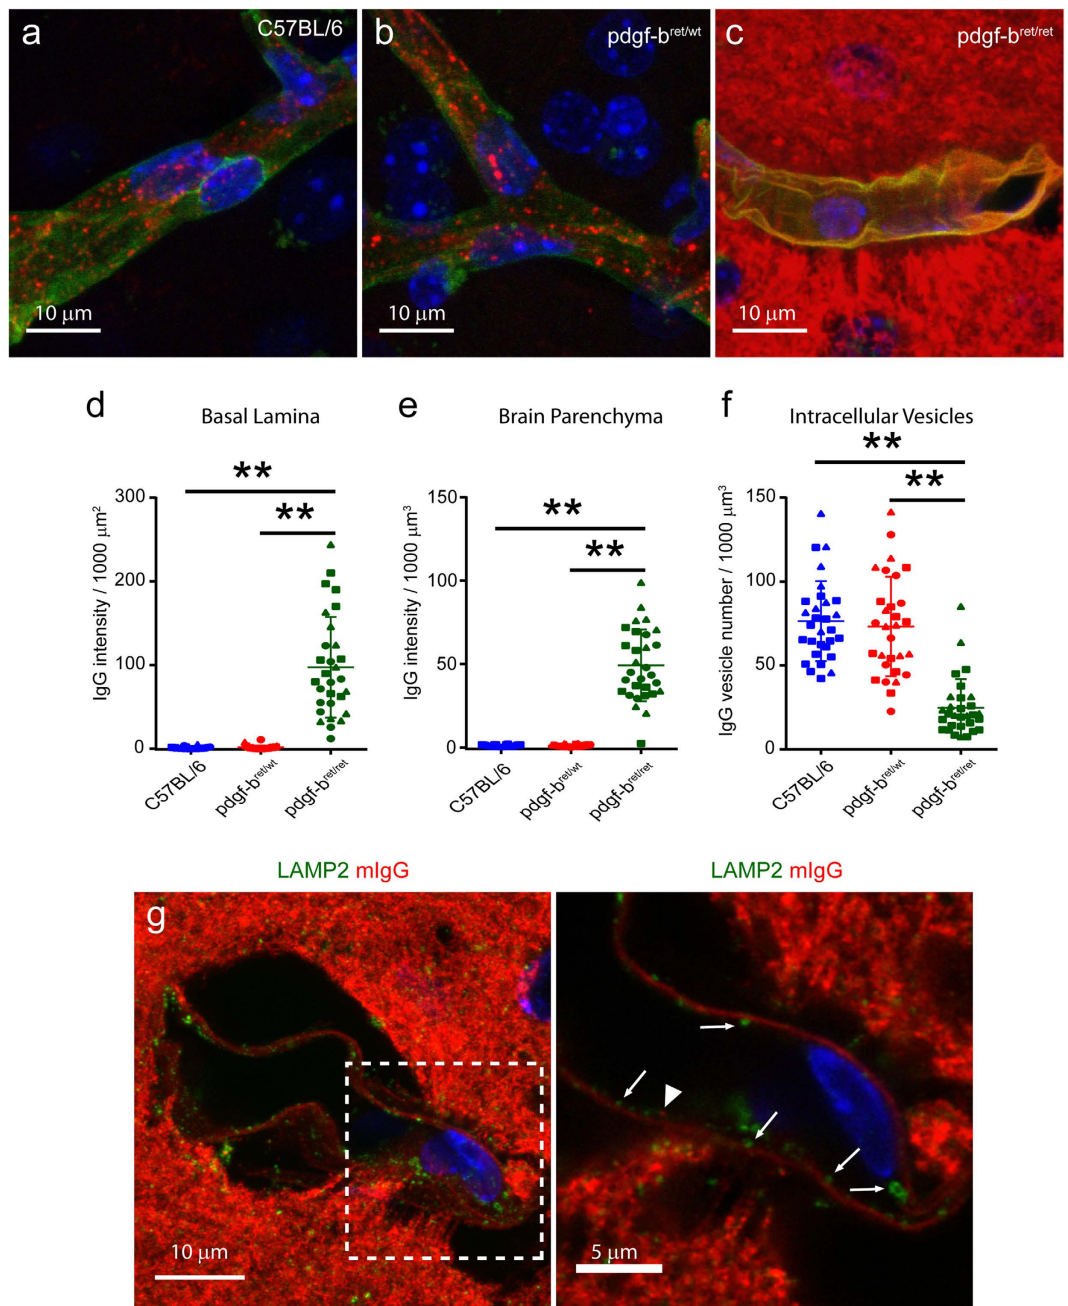 a
C57BL/6
b
pdgf-bret/wt
c
pdgf-bret/ret
10 μm
10 μm
10 μm
d
Basal Lamina
e
Brain Parenchyma
f
Intracellular Vesicles
**
**
**
**
**
**
300
200
100
0
IgG intensity / 1000 μm²
C57BL/6
pdgf-bret/wt
pdgf-bret/ret
150
100
50
0
IgG intensity / 1000 μm³
C57BL/6
pdgf-bret/wt
pdgf-bret/ret
150
100
50
0
IgG vesicle number / 1000 μm³
C57BL/6
pdgf-bret/wt
pdgf-bret/ret
LAMP2 mIgG
LAMP2 mIgG
g
10 μm
5 μm